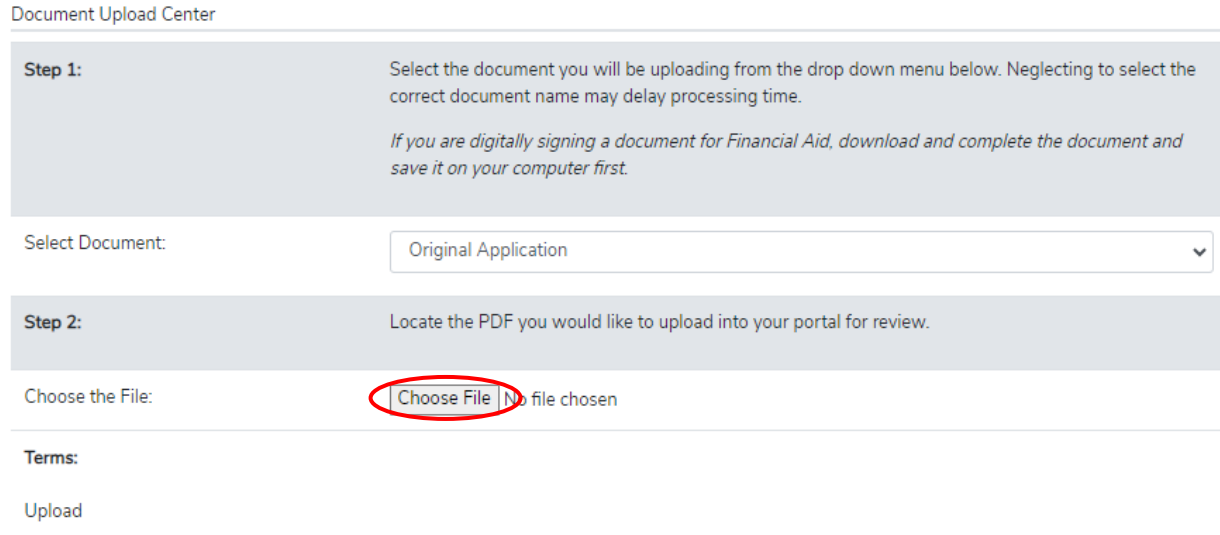 Document Upload Center
Step 1:
Select the document you will be uploading from the drop down menu below. Neglecting to select the
correct document name may delay processing time.
If you are digitally signing a document for Financial Aid, download and complete the document and
save it on your computer first.
Select Document:
Original Application
Step 2:
Locate the PDF you would like to upload into your portal for review.
Choose the File:
Choose File No file chosen
Terms:
Upload